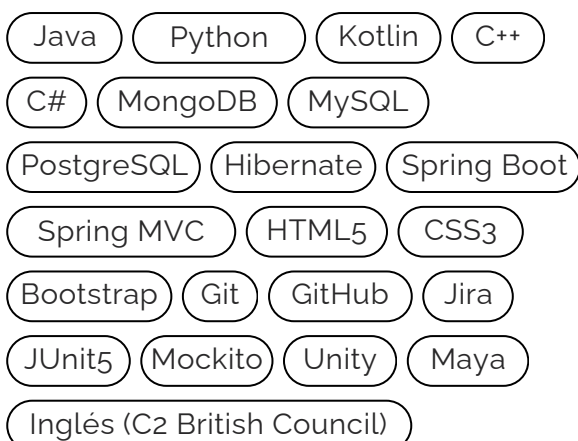 Java Python Kotlin C++
C# MongoDB MySQL
PostgreSQL Hibernate Spring Boot
Spring MVC HTML5 CSS3
Bootstrap Git GitHub Jira
JUnit5 Mockito Unity Maya
Inglés (C2 British Council)